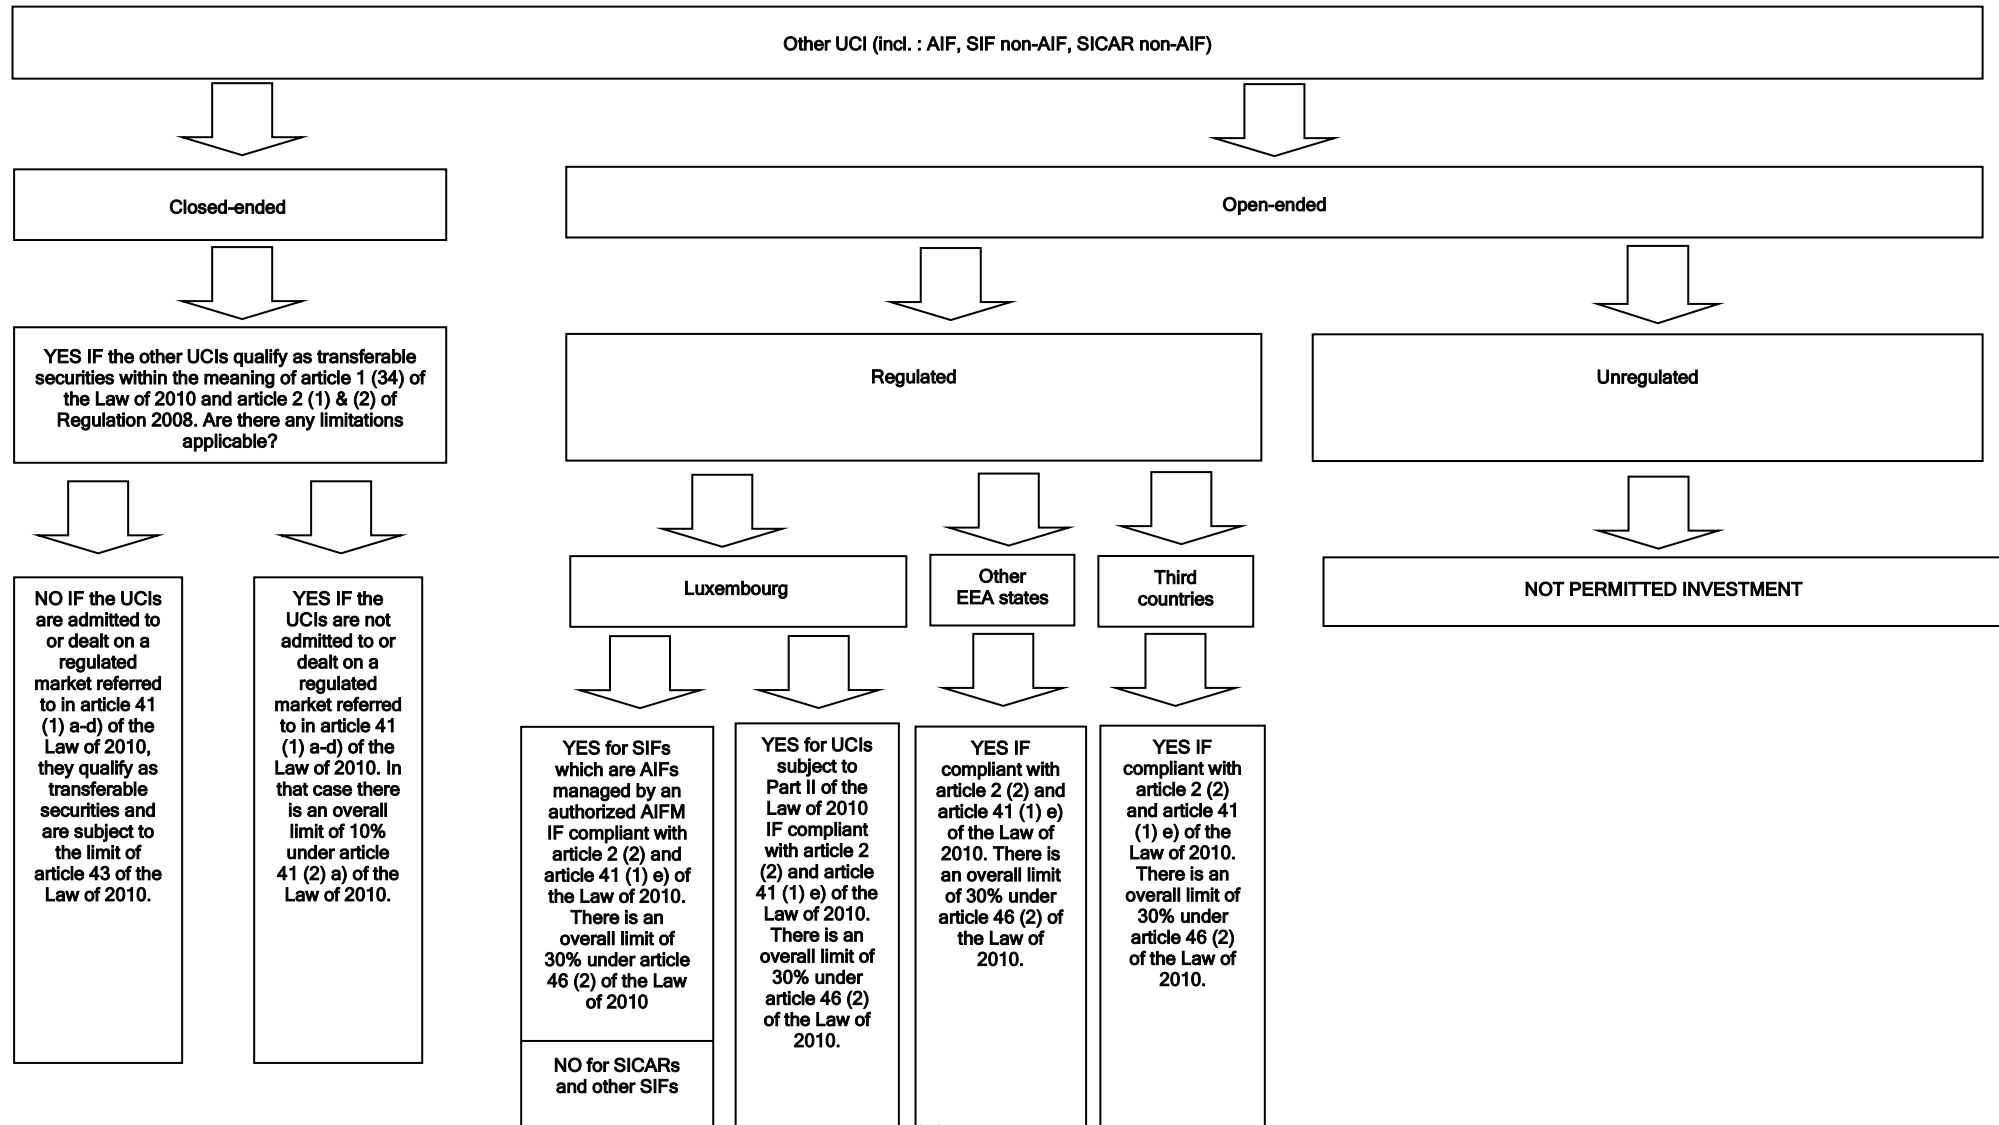 Other UCI (incl. : AIF, SIF non-AIF, SICAR non-AIF)
Closed-ended
Open-ended
YES IF the other UCIs qualify as transferable
securities within the meaning of article 1 (34) of
the Law of 2010 and article 2 (1) & (2) of
Regulation 2008. Are there any limitations
applicable?
Regulated
Unregulated
NO IF the UCIs
are admitted to
or dealt on a
regulated
market referred
to in article 41
(1) a-d) of the
Law of 2010,
they qualify as
transferable
securities and
are subject to
the limit of
article 43 of the
Law of 2010.
YES IF the
UCIs are not
admitted to or
dealt on a
regulated
market referred
to in article 41
(1) a-d) of the
Law of 2010. In
that case there
is an overall
limit of 10%
under article
41 (2) a) of the
Law of 2010.
Luxembourg
Other
EEA states
Third
countries
NOT PERMITTED INVESTMENT
YES for SIFs
which are AIFs
managed by an
authorized AIFM
IF compliant with
article 2 (2) and
article 41 (1) e) of
the Law of 2010.
There is an
overall limit of
30% under article
46 (2) of the Law
of 2010
NO for SICARs
and other SIFs
YES for UCIs
subject to
Part II of the
Law of 2010
IF compliant
with article 2
(2) and article
41 (1) e) of the
Law of 2010.
There is an
overall limit of
30% under
article 46 (2)
of the Law of
2010.
YES IF
compliant with
article 2 (2) and
article 41 (1) e)
of the Law of
2010. There is
an overall limit
of 30% under
article 46 (2) of
the Law of
2010.
YES IF
compliant with
article 2 (2)
and article 41
(1) e) of the
Law of 2010.
There is an
overall limit of
30% under
article 46 (2)
of the Law of
2010.